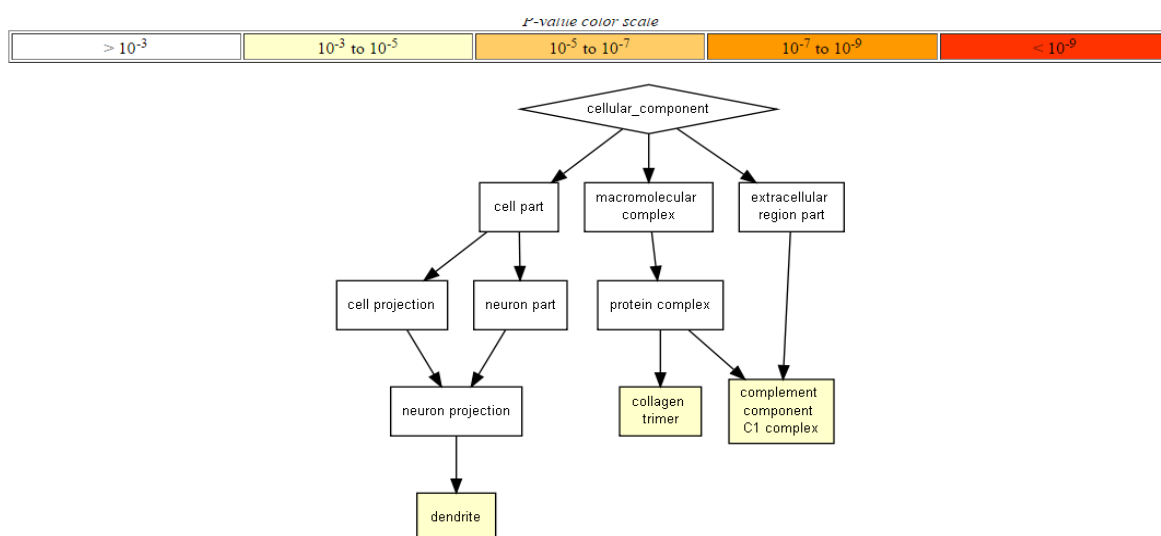 P-value color scale
> 10⁻³ 10⁻³ to 10⁻⁵ 10⁻⁵ to 10⁻⁷ 10⁻⁷ to 10⁻⁹ < 10⁻⁹
cellular_component
cell part
macromolecular
complex
extracellular
region part
cell projection
neuron part
protein complex
neuron projection
collagen
trimer
complement
component
C1 complex
dendrite